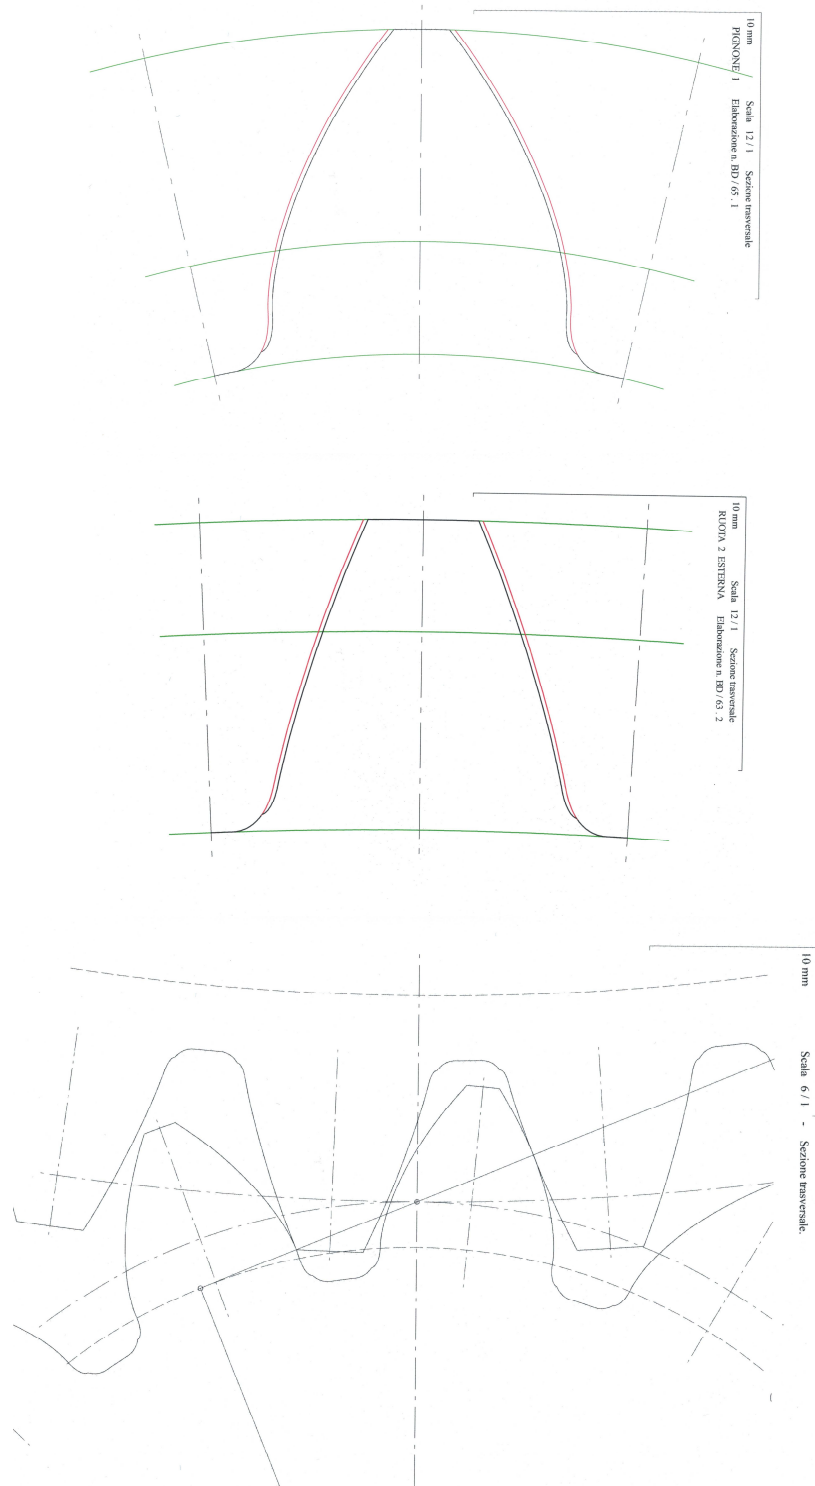 10 mm Scala 12 / 1 Sezione trasversale
PIGNONE 1 Elaborazione n. BD / 65 . 1
10 mm Scala 12 / 1 Sezione trasversale
RUOTA 2 ESTERNA Elaborazione n. BD / 63 . 2
10 mm Scala 6 / 1 - Sezione trasversale.